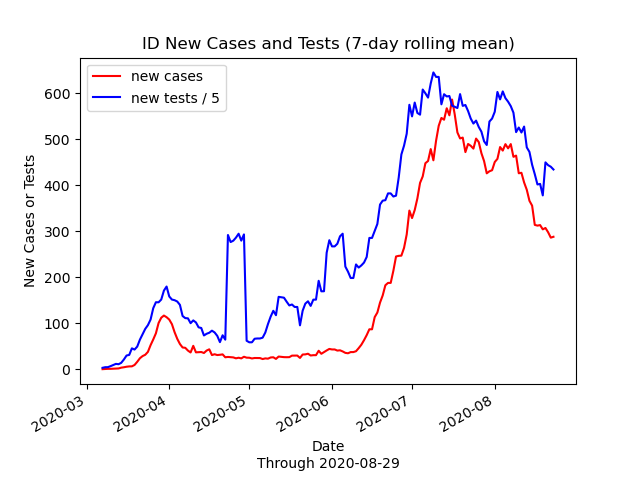 ID New Cases and Tests (7-day rolling mean)
new cases
new tests / 5
New Cases or Tests
600
500
400
300
200
100
0
2020-03
2020-04
2020-05
2020-06
2020-07
2020-08
Date
Through 2020-08-29